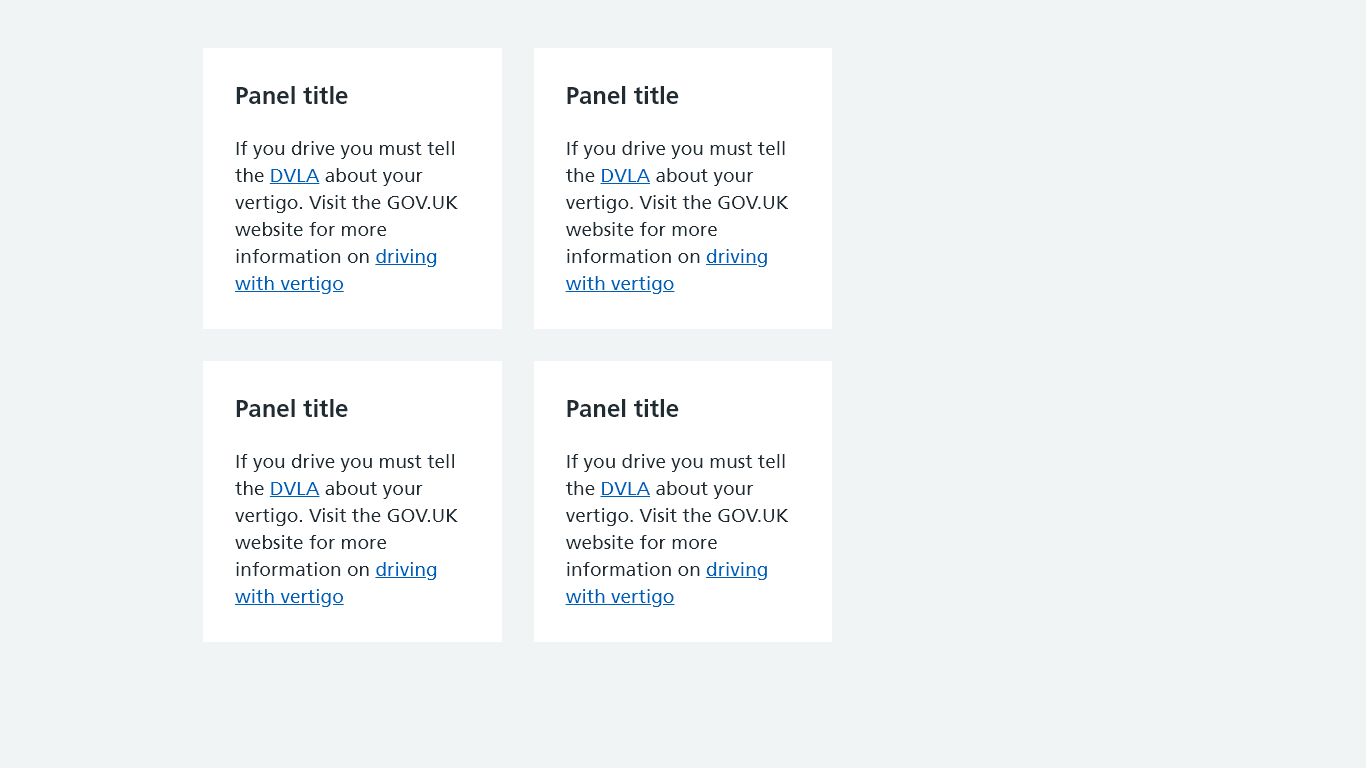 Panel title
If you drive you must tell
the DVLA about your
vertigo. Visit the GOV.UK
website for more
information on driving
with vertigo
Panel title
If you drive you must tell
the DVLA about your
vertigo. Visit the GOV.UK
website for more
information on driving
with vertigo
Panel title
If you drive you must tell
the DVLA about your
vertigo. Visit the GOV.UK
website for more
information on driving
with vertigo
Panel title
If you drive you must tell
the DVLA about your
vertigo. Visit the GOV.UK
website for more
information on driving
with vertigo